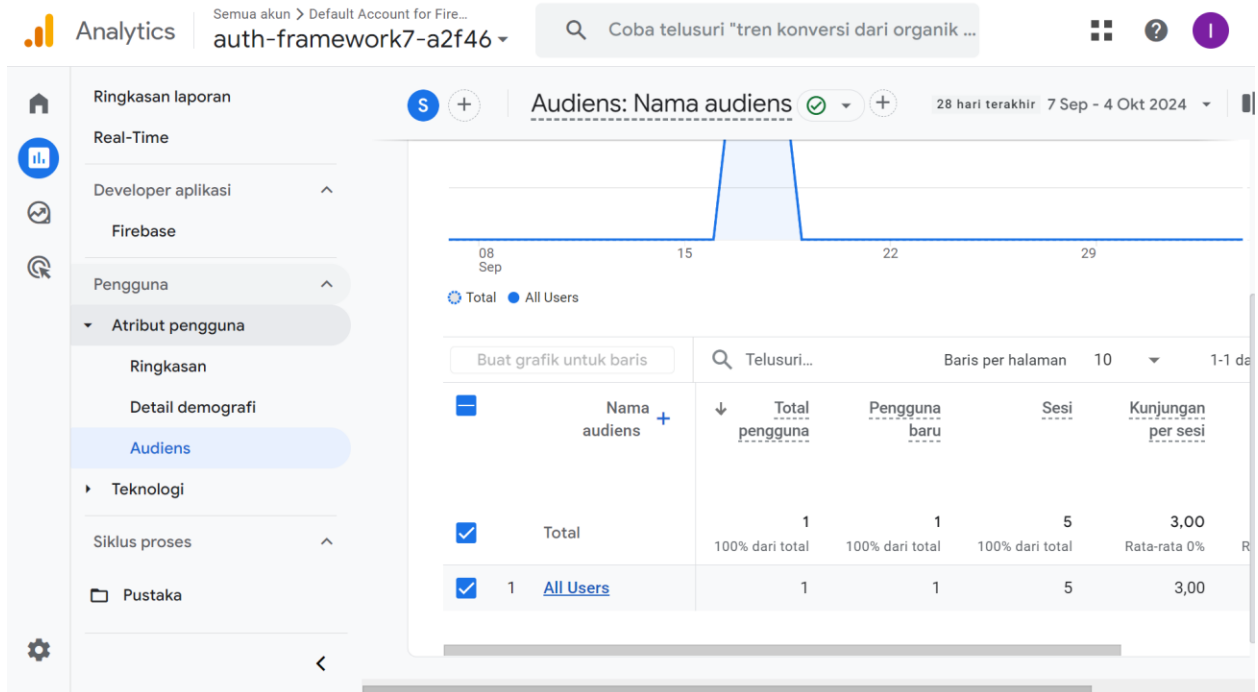 Analytics
Semua akun > Default Account for Fire...
auth-framework7-a2f46
Coba telusuri "tren konversi dari organik ...
I
Ringkasan laporan
Real-Time
Developer aplikasi
Firebase
Pengguna
Atribut pengguna
Ringkasan
Detail demografi
Audiens
Teknologi
Siklus proses
Pustaka
S
Audiens: Nama audiens
28 hari terakhir 7 Sep - 4 Okt 2024
08 15 22 29
Sep
Total All Users
Buat grafik untuk baris Telusuri... Baris per halaman 10 1-1 da
Nama Total Pengguna Sesi Kunjungan
audiens pengguna baru per sesi
Total 1 1 5 3,00
100% dari total 100% dari total 100% dari total Rata-rata 0% R
1 All Users 1 1 5 3,00